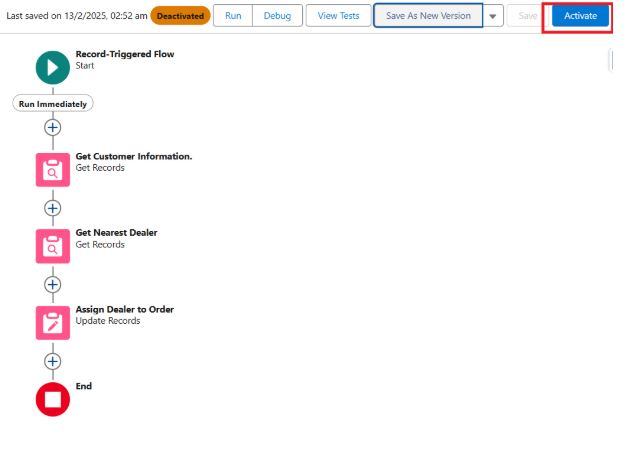 Last saved on 13/2/2025, 02:52 am Deactivated Run Debug View Tests Save As New Version Save Activate
Record-Triggered Flow
Start
Run Immediately
Get Customer Information.
Get Records
Get Nearest Dealer
Get Records
Assign Dealer to Order
Update Records
End